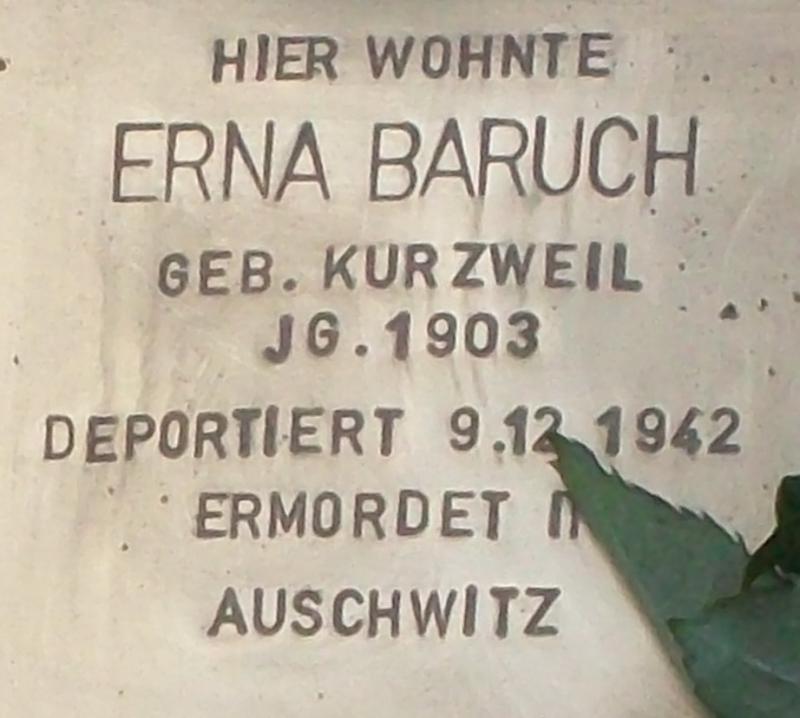 HIER WOHNTE
ERNA BARUCH
GEB. KURZWEIL
JG. 1903
DEPORTIERT 9.12 1942
ERMORDET
AUSCHWITZ